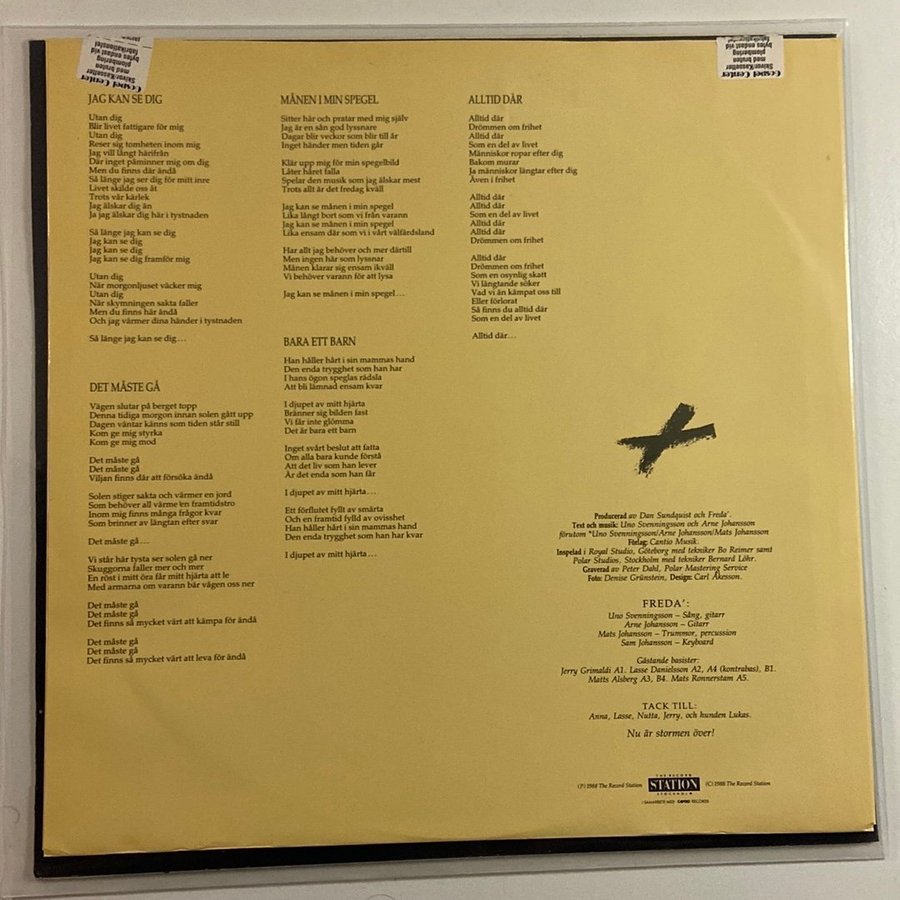 Gospel Center
Skivor/Kassetter
med bruten
plombering
bytes endast vid
fabrikationsfel
Gospel Center
Skivor/Kassetter
med bruten
plombering
bytes endast vid
fabrikationsfel
JAG KAN SE DIG
Utan dig
Blir livet fattigare för mig
Utan dig
Reser sig tomheten inom mig
Jag vill långt härifrån
Där inget påminner mig om dig
Men du finns där ändå
Så länge jag ser dig för mitt inre
Livet skilde oss åt
Trots vår kärlek
Jag älskar dig än
Ja jag älskar dig här i tystnaden
Så länge jag kan se dig
Jag kan se dig
Jag kan se dig
Jag kan se dig framför mig
Utan dig
När morgonljuset väcker mig
Utan dig
När skymningen sakta faller
Men du finns här ändå
Och jag värmer dina händer i tystnaden
Så länge jag kan se dig...
DET MÅSTE GÅ
Vägen slutar på berget topp
Denna tidiga morgon innan solen gått upp
Dagen väntar känns som tiden står still
Kom ge mig styrka
Kom ge mig mod
Det måste gå
Det måste gå
Viljan finns där att försöka ändå
Solen stiger sakta och värmer en jord
Som behöver all värme en framtidstro
Inom mig finns många frågor kvar
Som brinner av längtan efter svar
Det måste gå...
Vi står här tysta ser solen gå ner
Skuggorna faller mer och mer
En röst i mitt öra får mitt hjärta att le
Med armarna om varann bär vägen oss ner
Det måste gå
Det måste gå
Det finns så mycket värt att kämpa för ändå
Det måste gå
Det måste gå
Det finns så mycket värt att leva för ändå
MÅNEN I MIN SPEGEL
Sitter här och pratar med mig själv
Jag är en sån god lyssnare
Dagar blir veckor som blir till år
Inget händer men tiden går
Klär upp mig för min spegelbild
Låter håret falla
Spelar den musik som jag älskar mest
Trots allt är det fredag kväll
Jag kan se månen i min spegel
Lika långt bort som vi från varann
Jag kan se månen i min spegel
Lika ensam där som vi i vårt välfärdsland
Har allt jag behöver och mer därtill
Men ingen här som lyssnar
Månen klarar sig ensam ikväll
Vi behöver varann för att lysa
Jag kan se månen i min spegel...
BARA ETT BARN
Han håller hårt i sin mammas hand
Den enda trygghet som han har
I hans ögon speglas rädsla
Att bli lämnad ensam kvar
I djupet av mitt hjärta
Bränner sig bilden fast
Vi får inte glömma
Det är bara ett barn
Inget svårt beslut att fatta
Om alla bara kunde förstå
Att det liv som han lever
Är det enda som han får
I djupet av mitt hjärta...
Ett förflutet fyllt av smärta
Och en framtid fylld av ovisshet
Han håller hårt i sin mammas hand
Den enda trygghet som han har kvar
I djupet av mitt hjärta...
ALLTID DÄR
Alltid där
Drömmen om frihet
Alltid där
Som en del av livet
Människor ropar efter dig
Bakom murar
Ja människor längtar efter dig
Även i frihet
Alltid där
Alltid där
Som en del av livet
Alltid där
Alltid där
Drömmen om frihet
Alltid där
Drömmen om frihet
Som en osynlig skatt
Vi längtande söker
Vad vi än kämpat oss till
Eller förlorat
Så finns du alltid där
Som en del av livet
Alltid där...
Producerad av Dan Sundquist och Freda'.
Text och musik: Uno Svenningsson och Arne Johansson
förutom *Uno Svenningsson/Arne Johansson/Mats Johansson
Förlag: Cantio Musik.
Inspelad i Royal Studio, Göteborg med tekniker Bo Reimer samt
Polar Studios, Stockholm med tekniker Bernard Löhr.
Graverad av Peter Dahl, Polar Mastering Service
Foto: Denise Grünstein, Design: Carl Åkesson.
FREDA':
Uno Svenningsson – Sång, gitarr
Arne Johansson – Gitarr
Mats Johansson – Trummor, percussion
Sam Johansson – Keyboard
Gästande basister:
Jerry Grimaldi A1. Lasse Danielsson A2, A4 (kontrabas), B1.
Matts Alsberg A3, B4. Mats Ronnerstam A5.
TACK TILL:
Anna, Lasse, Nutta, Jerry, och hunden Lukas.
Nu är stormen över!
(P) 1988 The Record Station
THE RECORD
STATION
STOCKHOLM
(C) 1988 The Record Station
I SAMARBETE MED CANTIO RECORDS